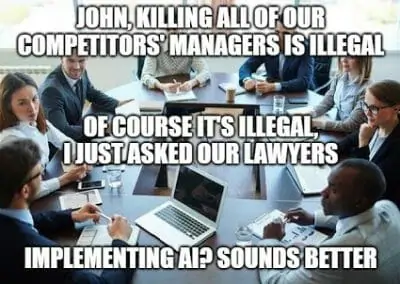 JOHN, KILLING ALL OF OUR
COMPETITORS' MANAGERS IS ILLEGAL
OF COURSE IT'S ILLEGAL,
I JUST ASKED OUR LAWYERS
IMPLEMENTING AI? SOUNDS BETTER